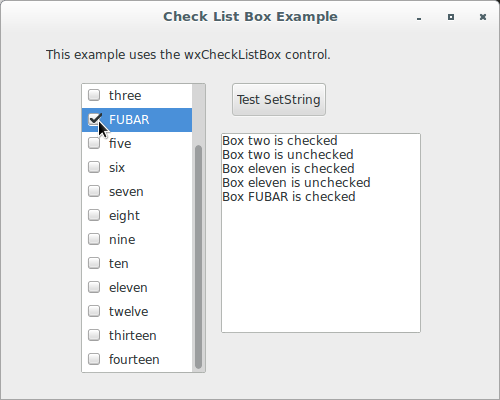 Check List Box Example
This example uses the wxCheckListBox control.
three
FUBAR
five
six
seven
eight
nine
ten
eleven
twelve
thirteen
fourteen
Test SetString
Box two is checked
Box two is unchecked
Box eleven is checked
Box eleven is unchecked
Box FUBAR is checked